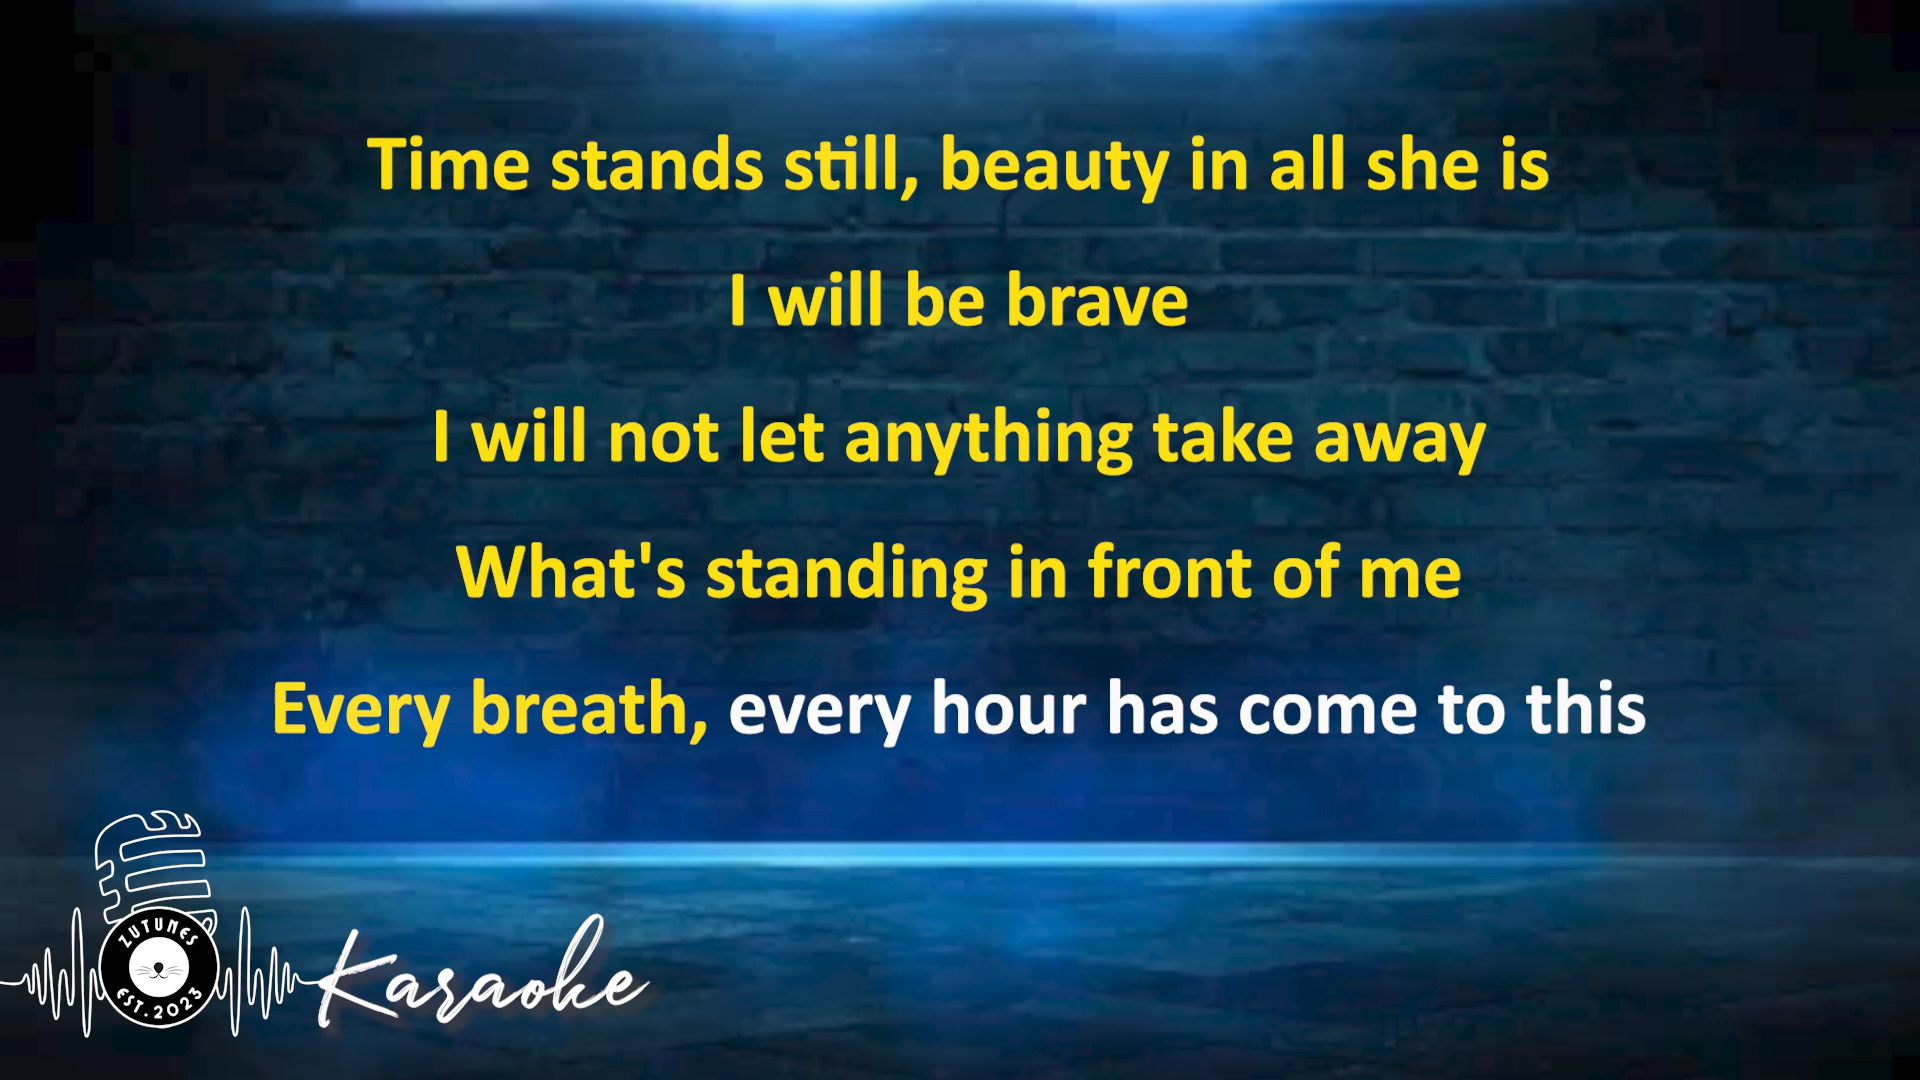 Time stands still, beauty in all she is
I will be brave
I will not let anything take away
What's standing in front of me
Every breath, every hour has come to this
ZUTUNES
EST. 2023
Karaoke